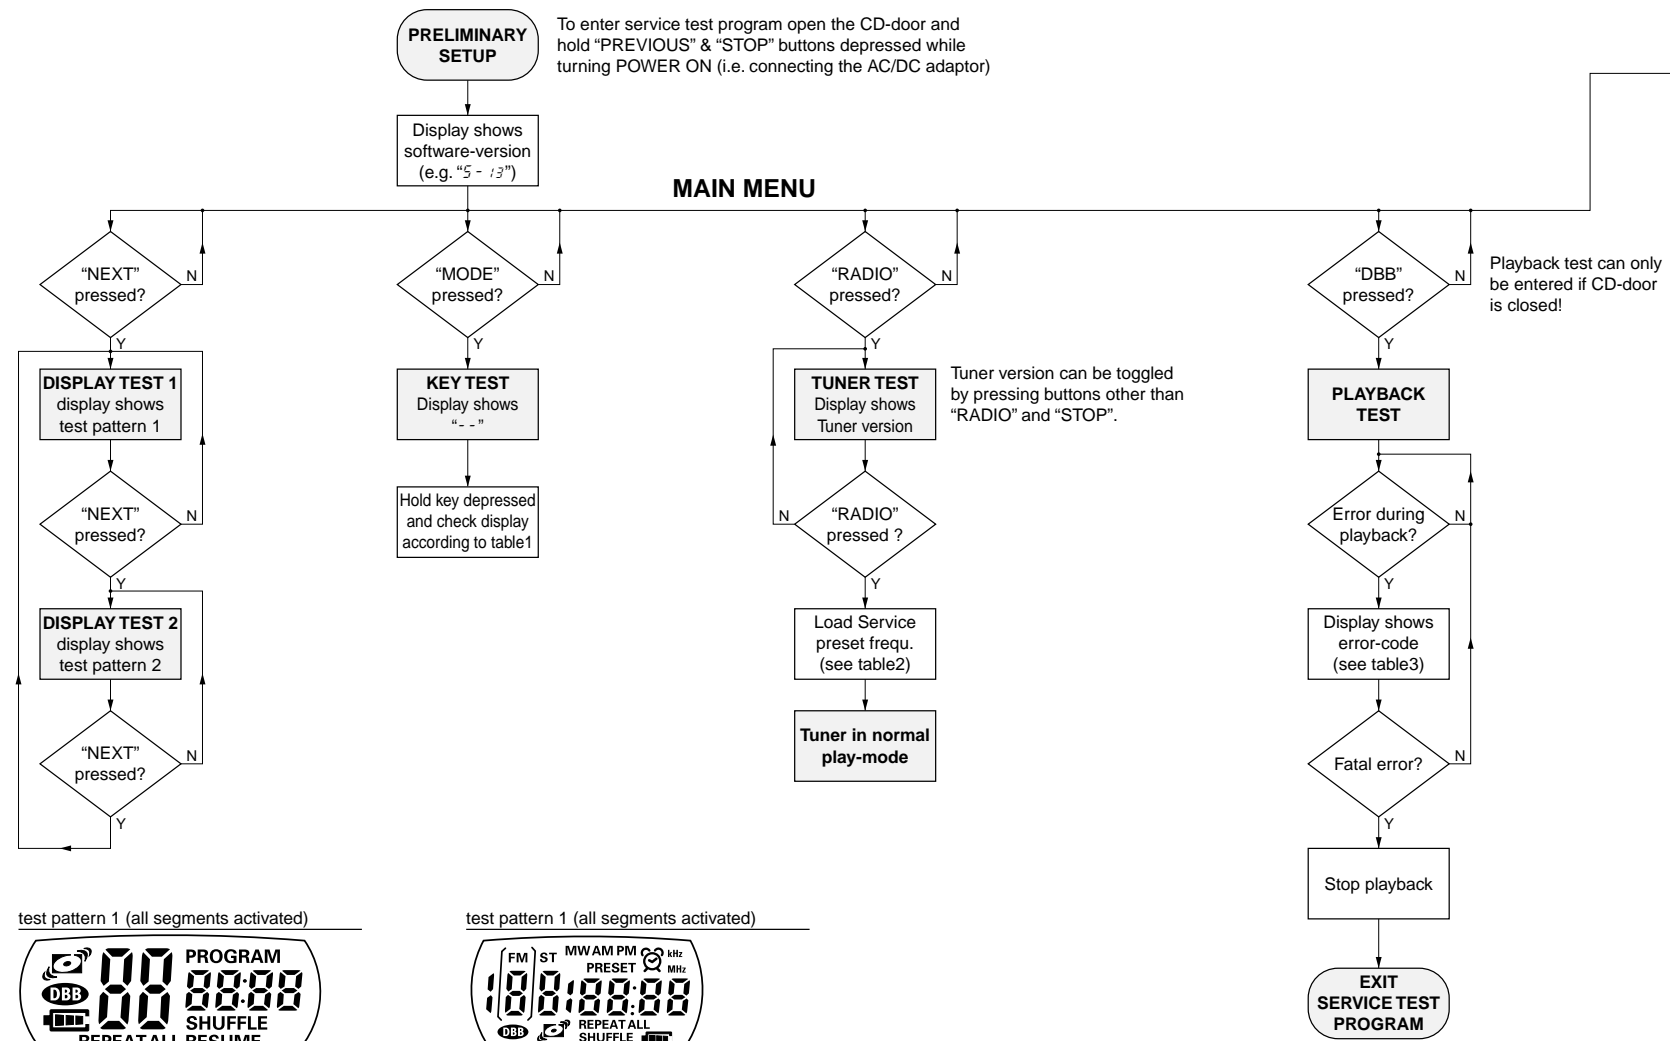 PRELIMINARY
SETUP
To enter service test program open the CD-door and
hold “PREVIOUS” & “STOP” buttons depressed while
turning POWER ON (i.e. connecting the AC/DC adaptor)
Display shows
software-version
(e.g. “5 - 13”)
MAIN MENU
“NEXT”
pressed?
N
Y
DISPLAY TEST 1
display shows
test pattern 1
“NEXT”
pressed?
N
Y
DISPLAY TEST 2
display shows
test pattern 2
“NEXT”
pressed?
N
Y
“MODE”
pressed?
N
Y
KEY TEST
Display shows
“- -”
Hold key depressed
and check display
according to table1
“RADIO”
pressed?
N
Y
TUNER TEST
Display shows
Tuner version
Tuner version can be toggled
by pressing buttons other than
“RADIO” and “STOP”.
“RADIO”
pressed ?
N
Y
Load Service
preset frequ.
(see table2)
Tuner in normal
play-mode
“DBB”
pressed?
N
Y
Playback test can only
be entered if CD-door
is closed!
PLAYBACK
TEST
Error during
playback?
N
Y
Display shows
error-code
(see table3)
Fatal error?
N
Y
Stop playback
EXIT
SERVICE TEST
PROGRAM
test pattern 1 (all segments activated)
PROGRAM
88 88:88
DBB
SHUFFLE
REPEAT ALL RESUME
test pattern 1 (all segments activated)
FM ST MW AM PM kHz
PRESET MHz
188188:88
DBB REPEAT ALL
SHUFFLE